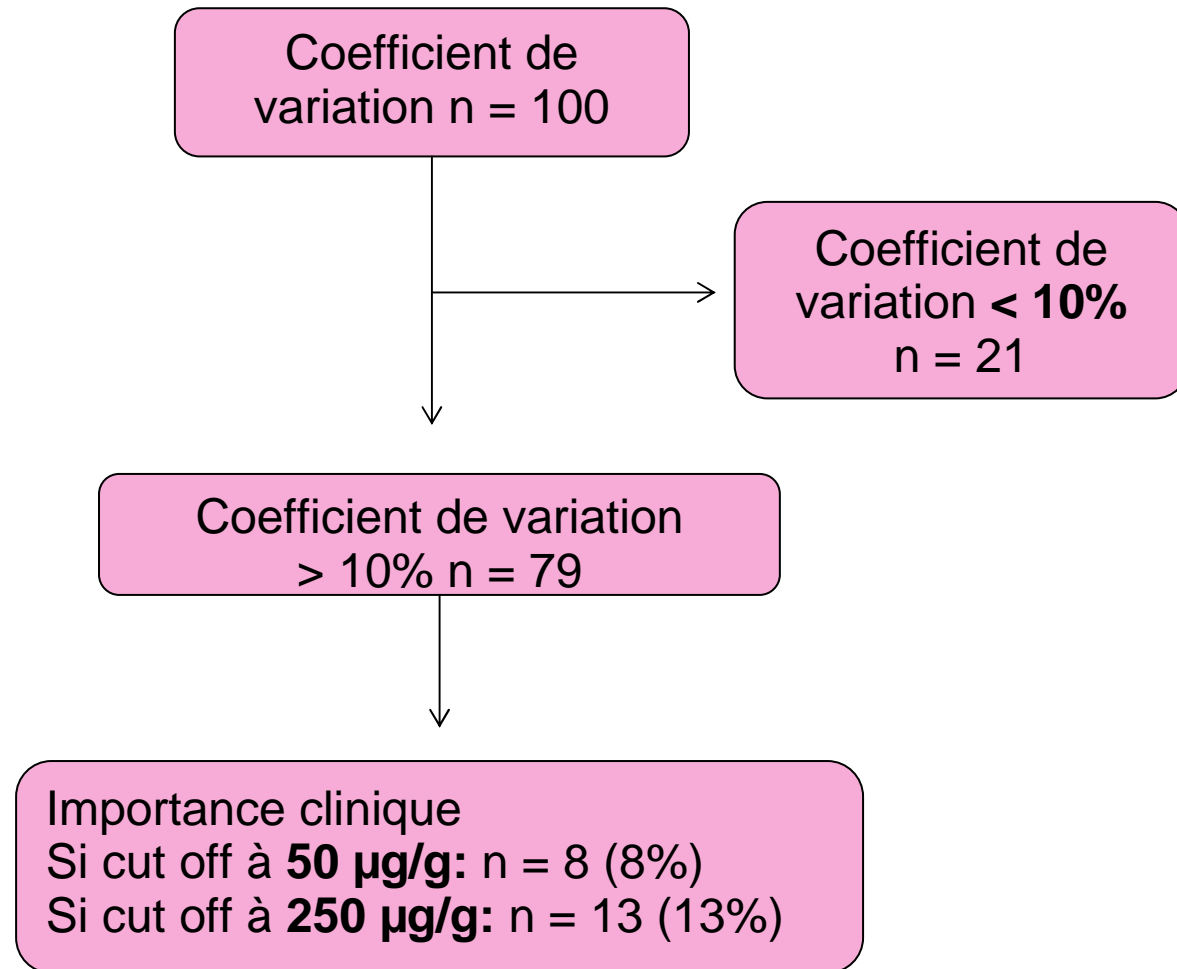 Coefficient de
variation n = 100
Coefficient de
variation < 10%
n = 21
Coefficient de variation
> 10% n = 79
Importance clinique
Si cut off à 50 µg/g: n = 8 (8%)
Si cut off à 250 µg/g: n = 13 (13%)